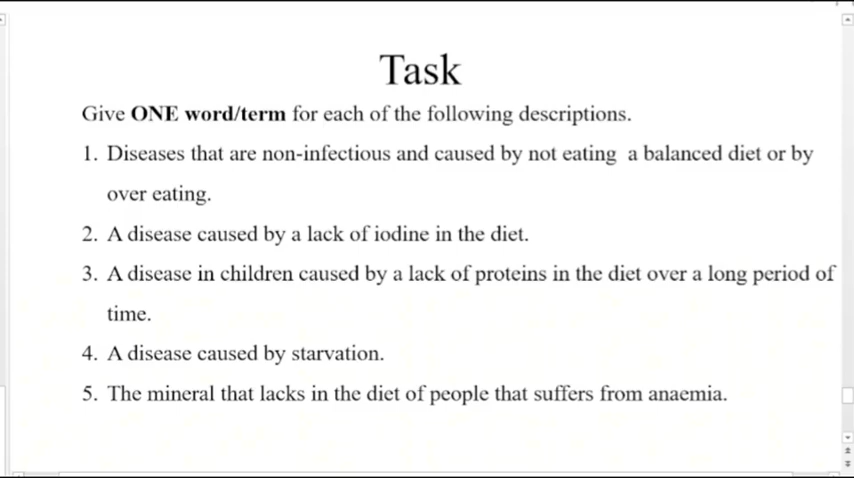 Task
Give ONE word/term for each of the following descriptions.
1. Diseases that are non-infectious and caused by not eating a balanced diet or by
over eating.
2. A disease caused by a lack of iodine in the diet.
3. A disease in children caused by a lack of proteins in the diet over a long period of
time.
4. A disease caused by starvation.
5. The mineral that lacks in the diet of people that suffers from anaemia.